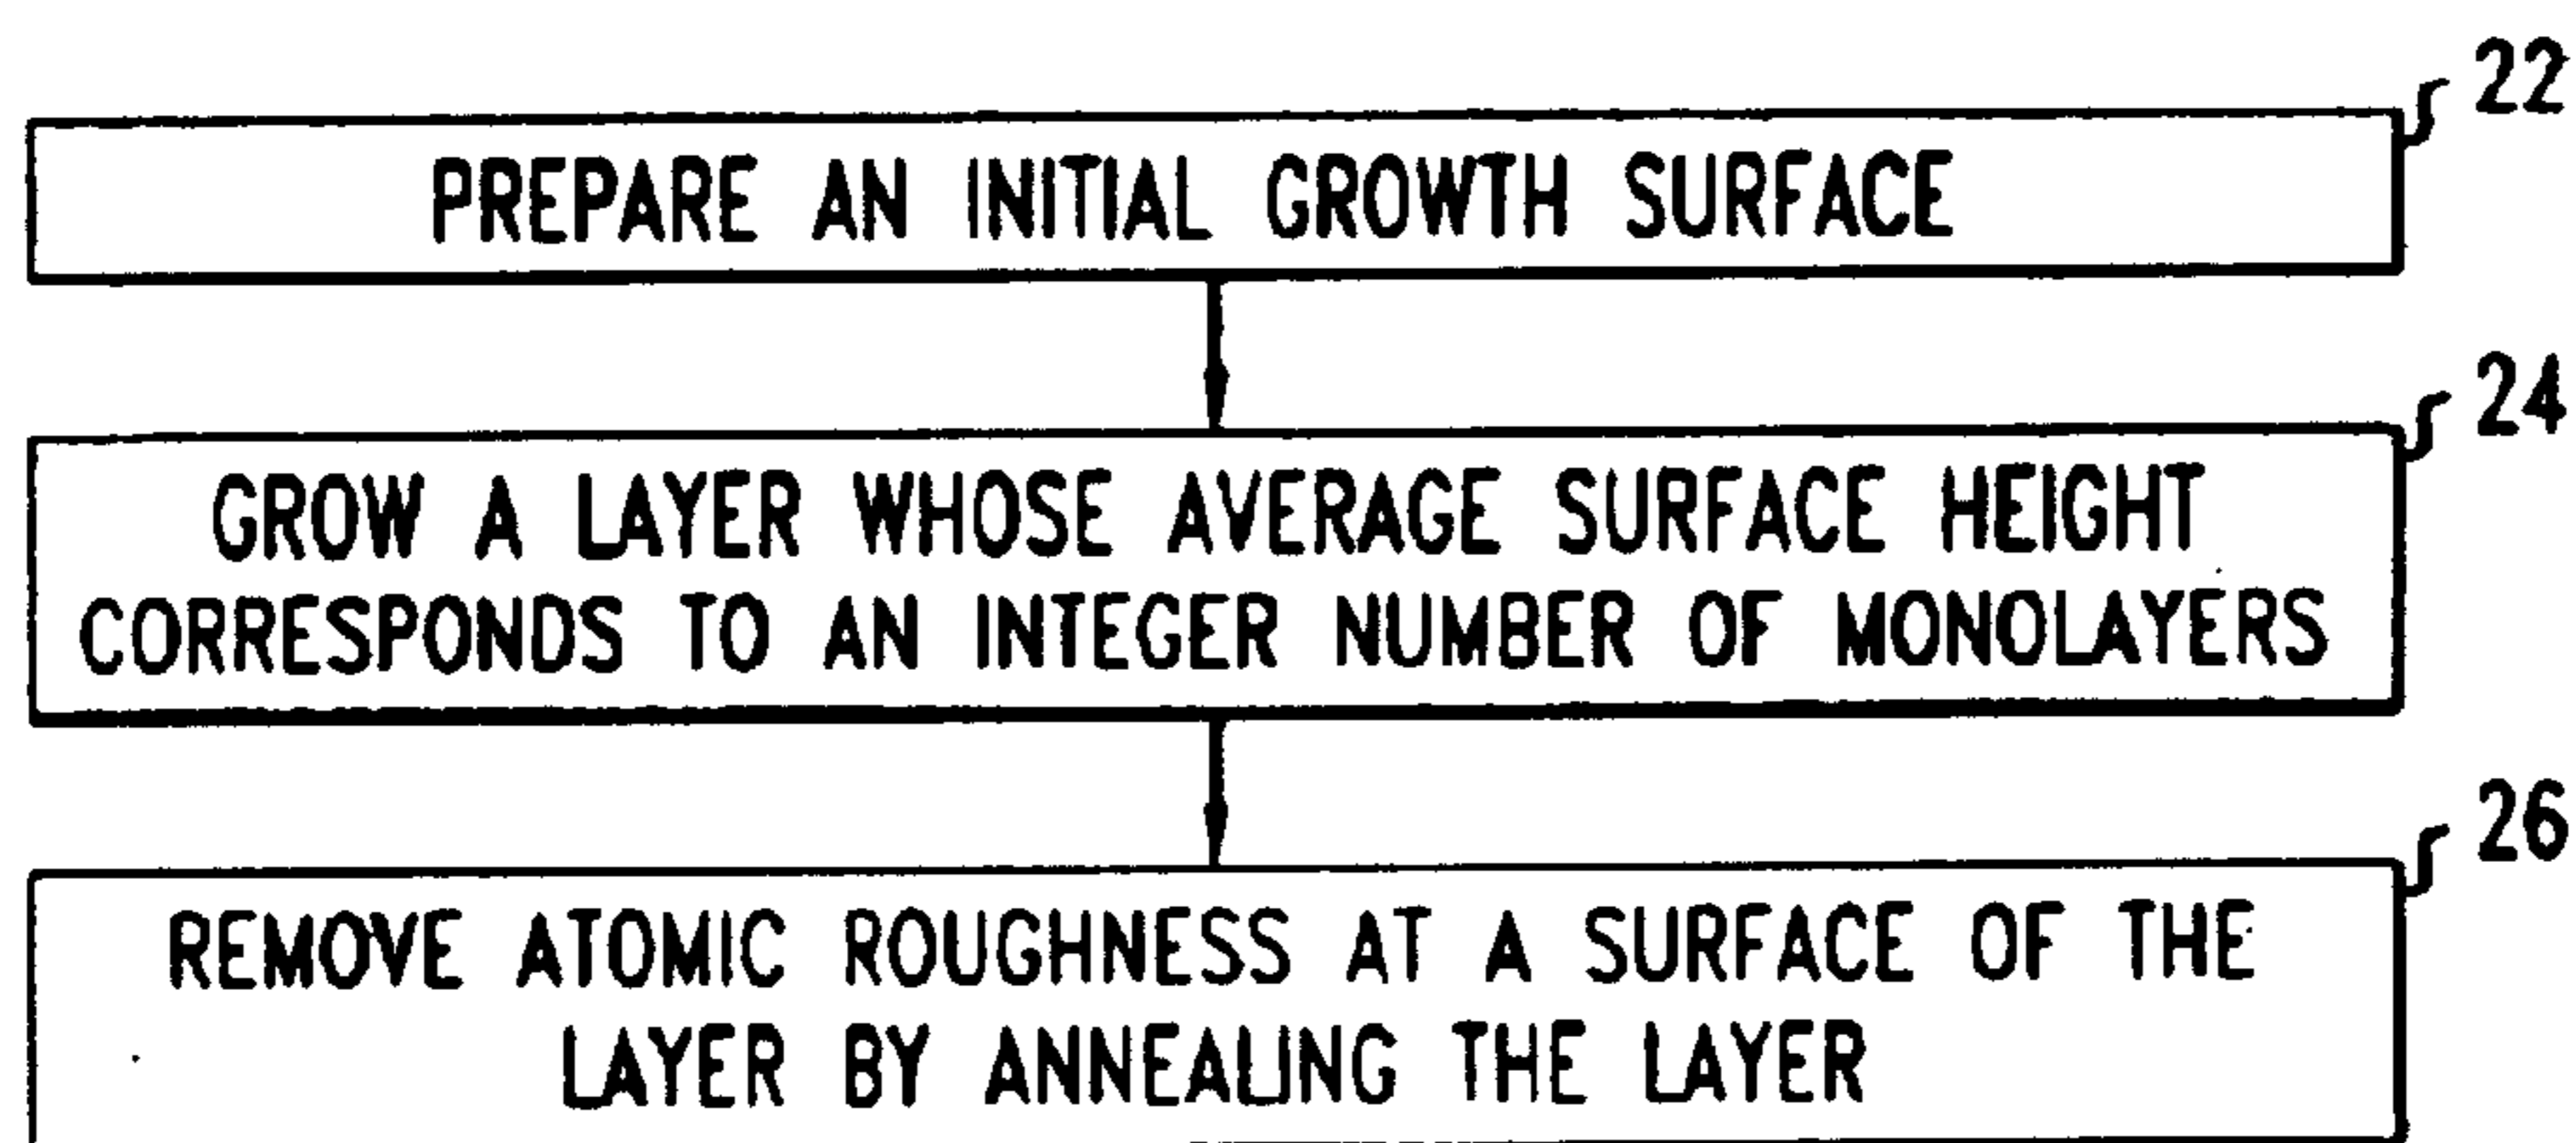 22
PREPARE AN INITIAL GROWTH SURFACE
24
GROW A LAYER WHOSE AVERAGE SURFACE HEIGHT
CORRESPONDS TO AN INTEGER NUMBER OF MONOLAYERS
26
REMOVE ATOMIC ROUGHNESS AT A SURFACE OF THE
LAYER BY ANNEALING THE LAYER